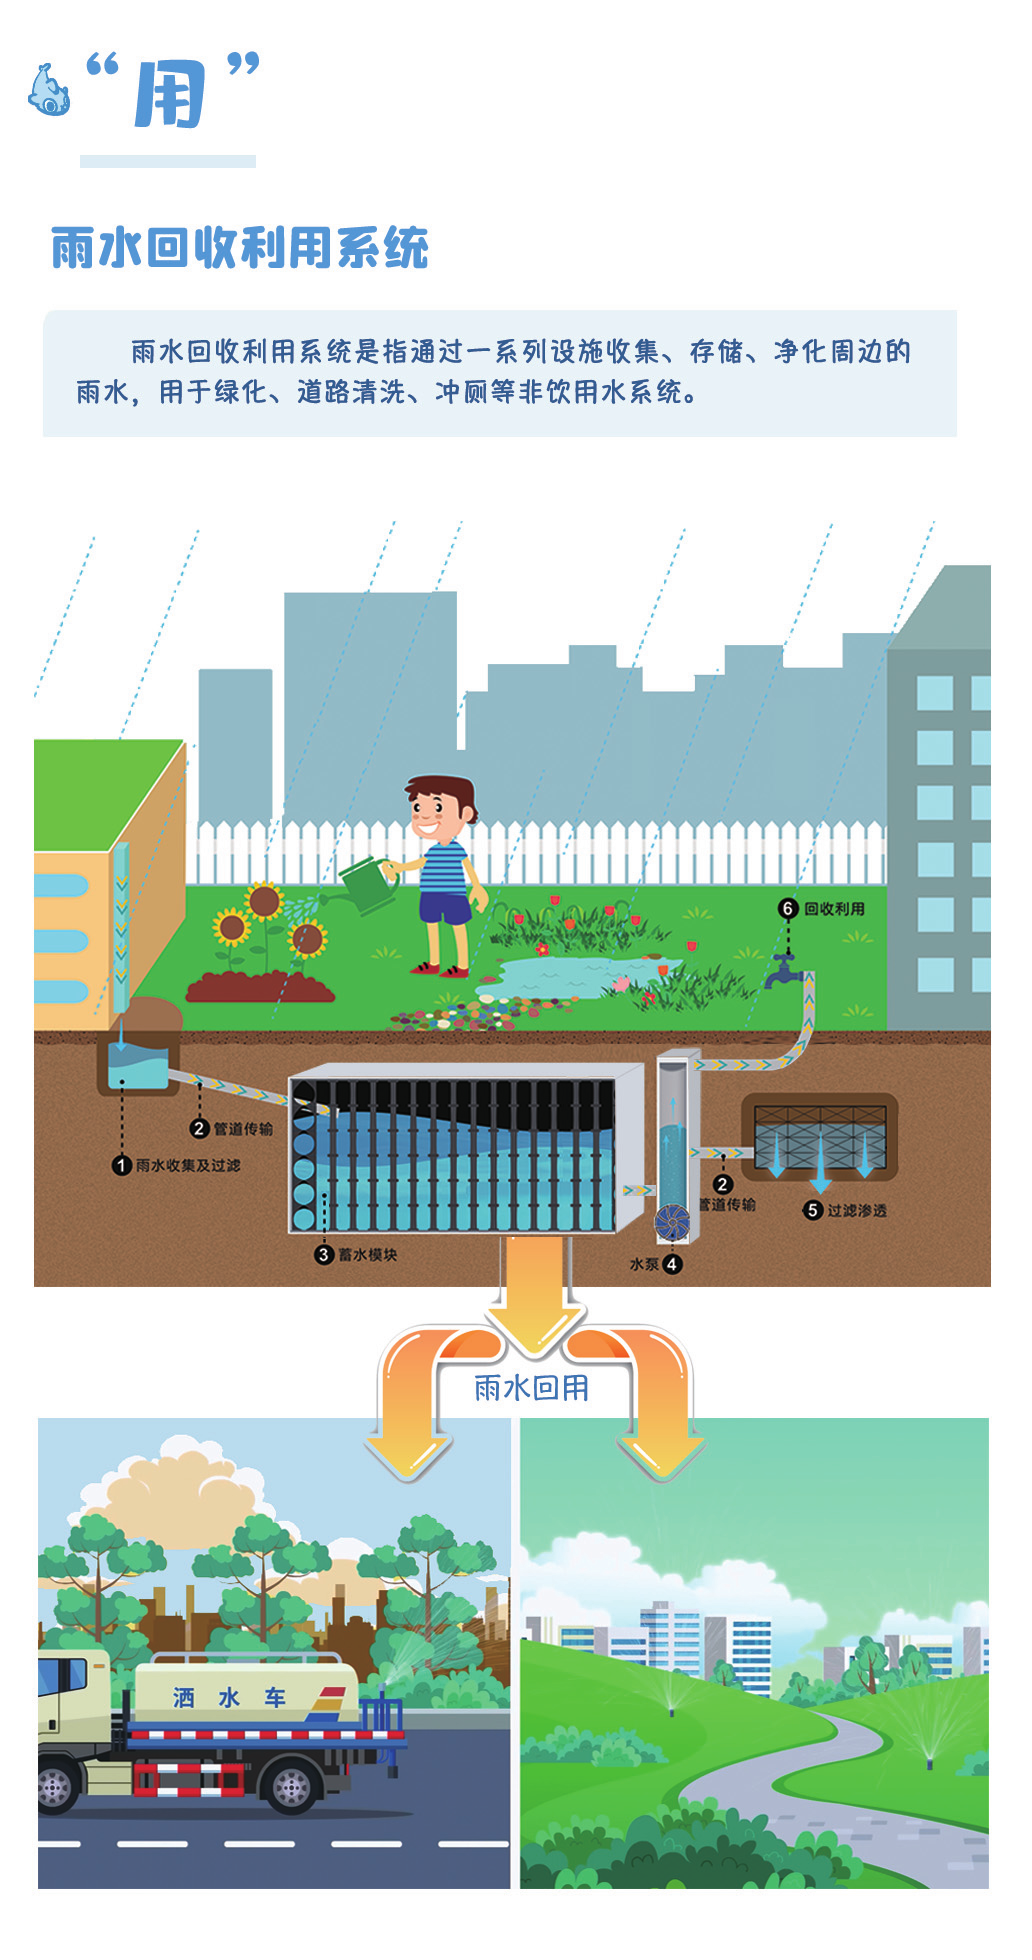 “用”
雨水回收利用系统
雨水回收利用系统是指通过一系列设施收集、存储、净化周边的
雨水，用于绿化、道路清洗、冲厕等非饮用水系统。
6 回收利用
2 管道传输
1 雨水收集及过滤
2
管道传输
5 过滤渗透
3 蓄水模块
水泵 4
雨水回用
洒水车